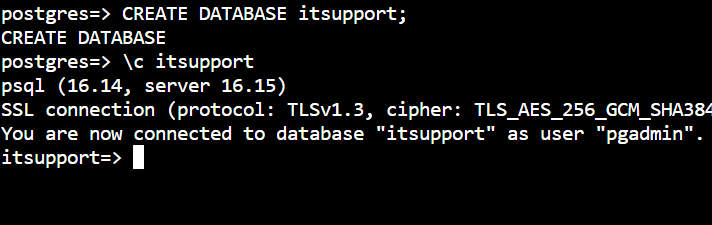 postgres=> CREATE DATABASE itsupport;
CREATE DATABASE
postgres=> \c itsupport
psql (16.14, server 16.15)
SSL connection (protocol: TLSv1.3, cipher: TLS_AES_256_GCM_SHA384
You are now connected to database "itsupport" as user "pgadmin".
itsupport=>